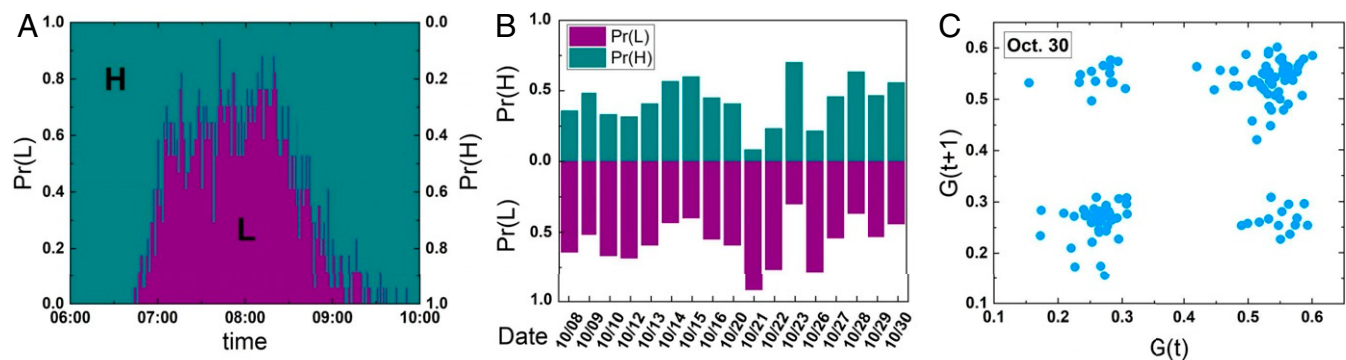 A
1.0
0.8
0.6
0.4
0.2
0.0
Pr(L)
H
L
0.0
0.2
0.4
0.6
0.8
1.0
Pr(H)
06:00 07:00 08:00 09:00 10:00
time
B
1.0
0.5
0.0
0.5
1.0
Pr(H)
Pr(L)
Pr(L)
Pr(H)
Date
10/08 10/09 10/10 10/12 10/13 10/14 10/15 10/16 10/20 10/21 10/22 10/23 10/26 10/27 10/28 10/29 10/30
C
Oct. 30
0.6
0.5
0.4
0.3
0.2
0.1
G(t+1)
0.1 0.2 0.3 0.4 0.5 0.6
G(t)